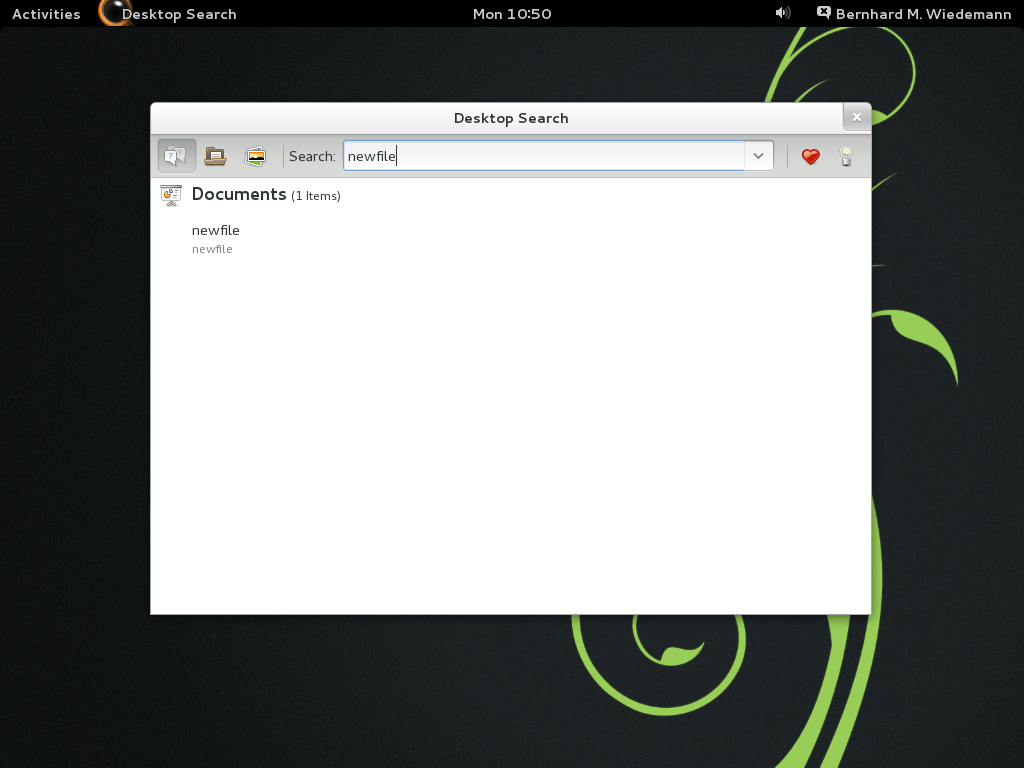 Activities Desktop Search Mon 10:50 Bernhard M. Wiedemann
Desktop Search
Search: newfile
Documents (1 Items)
newfile
newfile